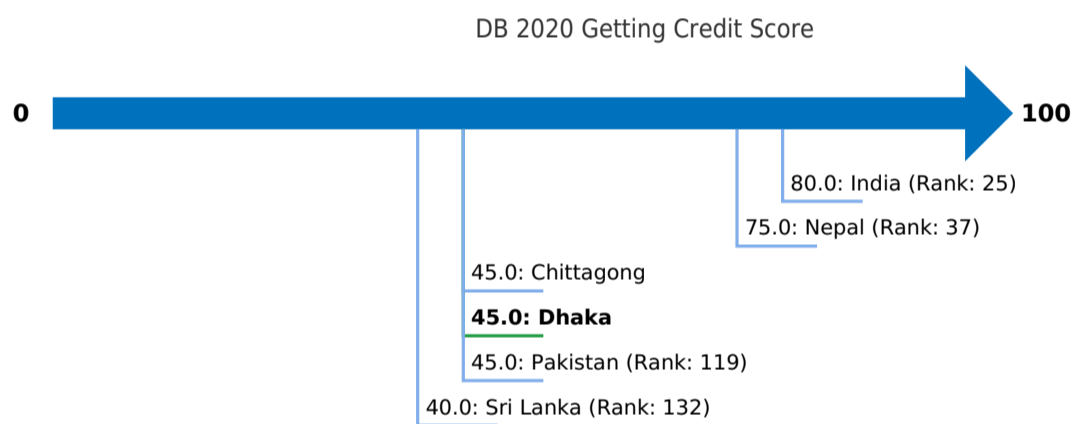 DB 2020 Getting Credit Score
0
100
80.0: India (Rank: 25)
75.0: Nepal (Rank: 37)
45.0: Chittagong
45.0: Dhaka
45.0: Pakistan (Rank: 119)
40.0: Sri Lanka (Rank: 132)